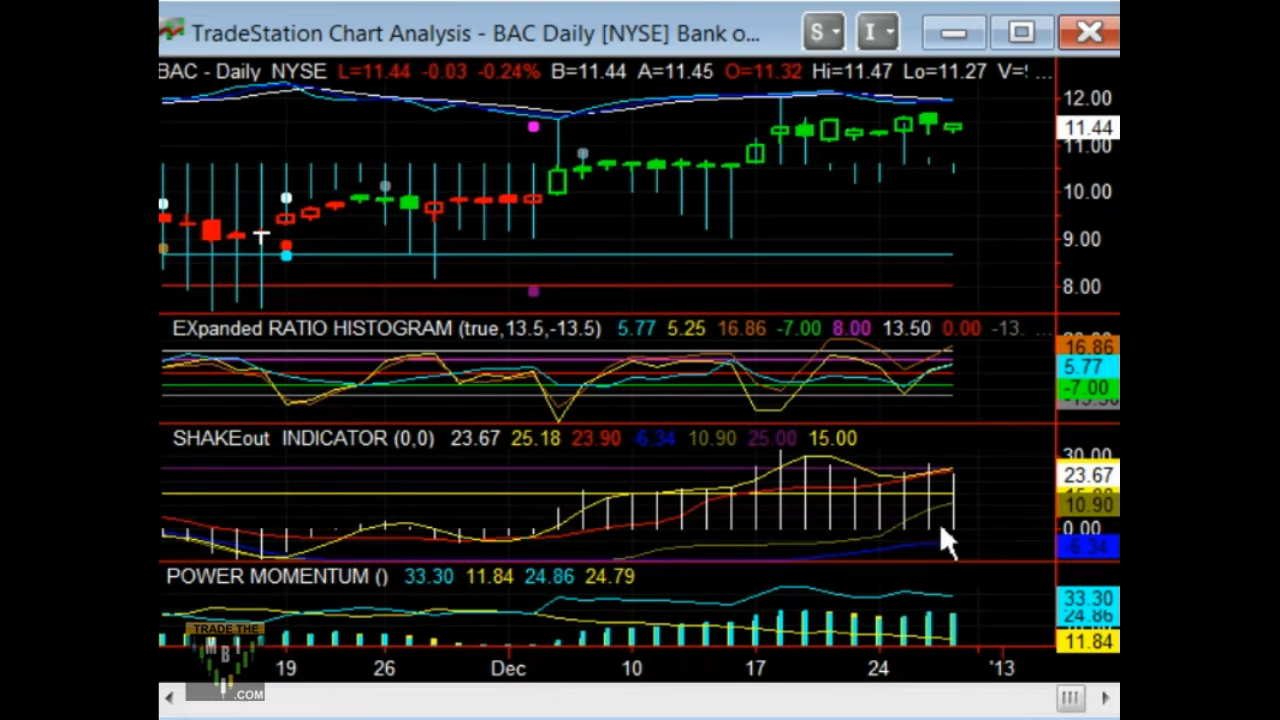 TradeStation Chart Analysis - BAC Daily [NYSE] Bank o...
S I
BAC - Daily NYSE L=11.44 -0.03 -0.24% B=11.44 A=11.45 O=11.32 Hi=11.47 Lo=11.27 ...
12.00
11.44
11.00
10.00
9.00
8.00
EXpanded RATIO HISTOGRAM (true,13.5,-13.5) 5.77 5.25 16.86 -7.00 8.00 13.50 0.00 -13. ...
16.86
5.77
-7.00
SHAKEout INDICATOR (0,0) 23.67 25.18 23.90 -6.34 10.90 25.00 15.00
30.00
23.67
10.90
0.00
-6.34
POWER MOMENTUM () 33.30 11.84 24.86 24.79
33.30
24.86
11.84
TRADE THE
MBI
.COM
19 26 Dec 10 17 24 '13